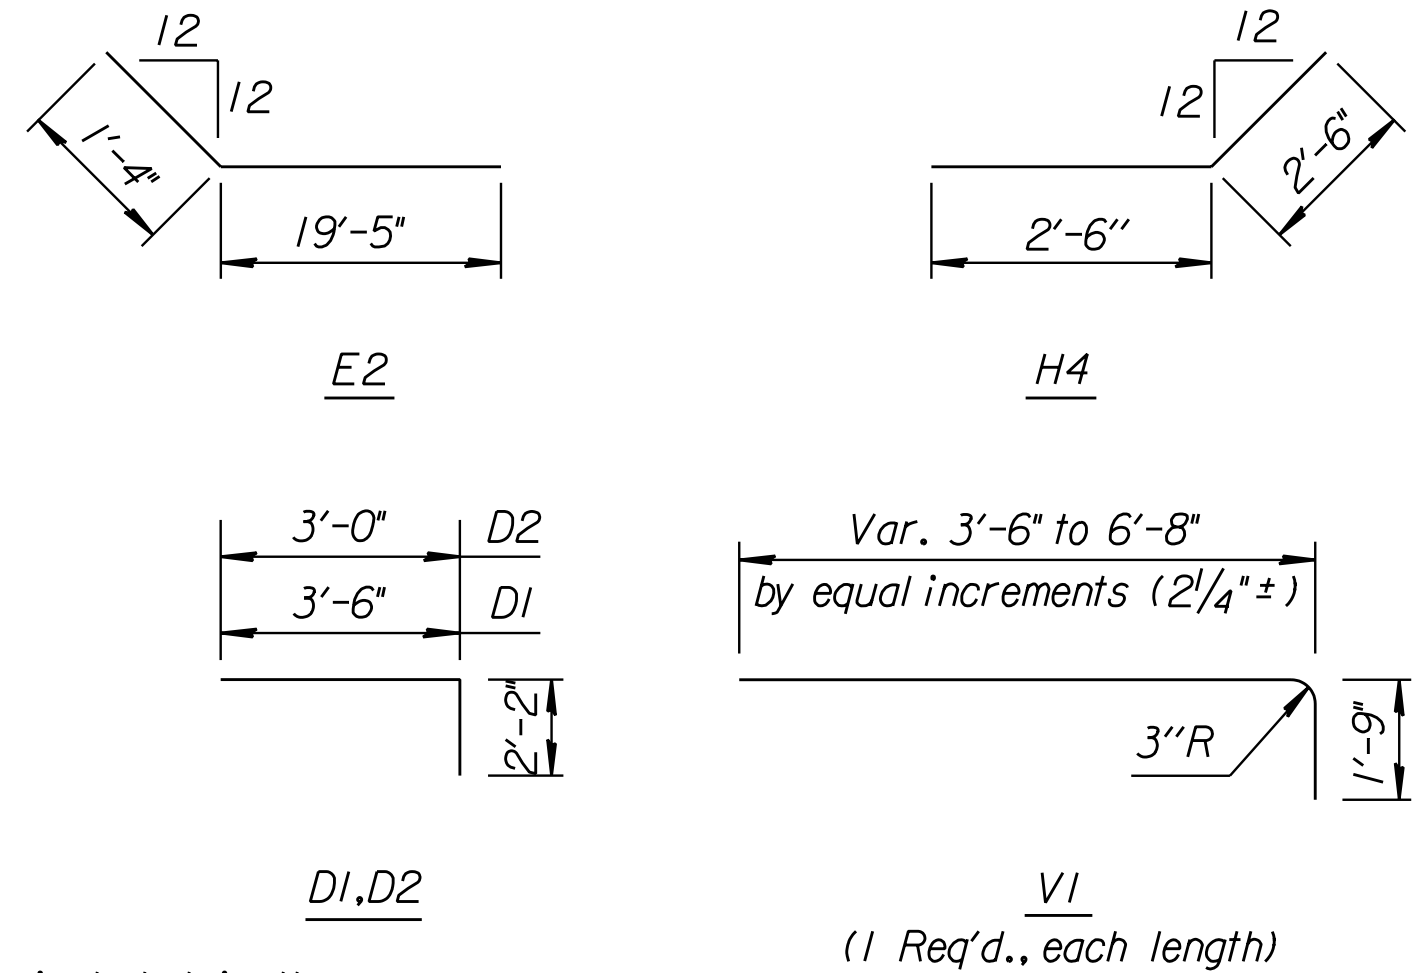 12
12
1'-4"
19'-5"
E2
12
12
2'-6"
2'-6''
H4
3'-0" D2
3'-6" D1
2'-2"
D1,D2
Var. 3'-6" to 6'-8"
by equal increments (2 1/4" ±)
3''R
1'-9"
V1
(1 Req'd., each length)